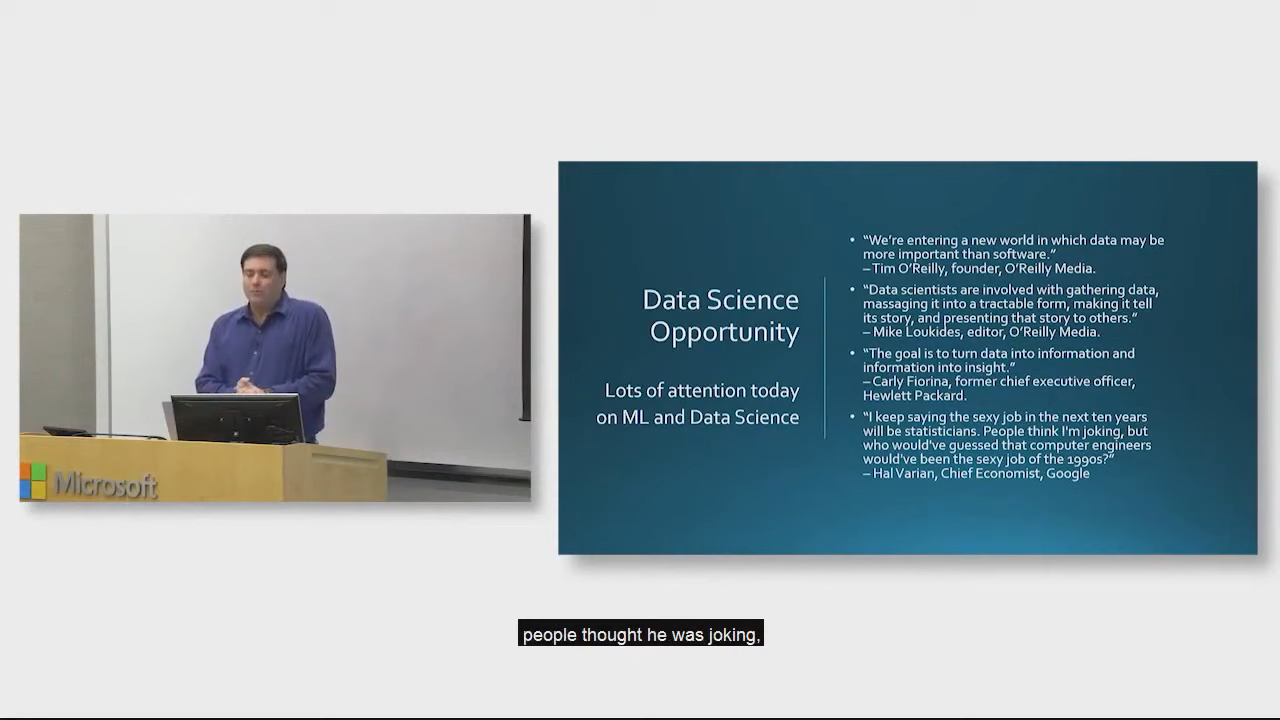 Microsoft
Data Science
Opportunity
Lots of attention today
on ML and Data Science
• “We’re entering a new world in which data may be
more important than software.”
– Tim O’Reilly, founder, O’Reilly Media.
• “Data scientists are involved with gathering data,
massaging it into a tractable form, making it tell
its story, and presenting that story to others.”
– Mike Loukides, editor, O’Reilly Media.
• “The goal is to turn data into information and
information into insight.”
– Carly Fiorina, former chief executive officer,
Hewlett Packard.
• “I keep saying the sexy job in the next ten years
will be statisticians. People think I'm joking, but
who would've guessed that computer engineers
would've been the sexy job of the 1990s?”
– Hal Varian, Chief Economist, Google
people thought he was joking,